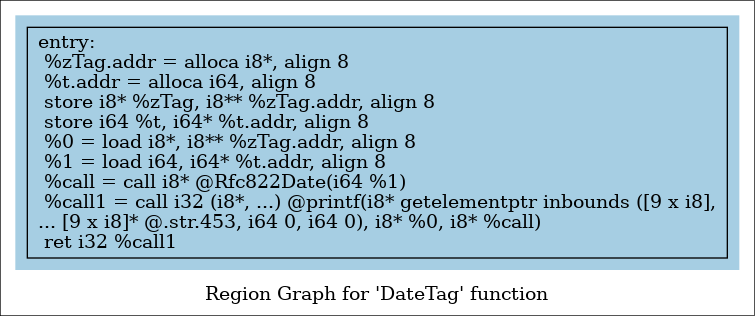 entry:
%zTag.addr = alloca i8*, align 8
%t.addr = alloca i64, align 8
store i8* %zTag, i8** %zTag.addr, align 8
store i64 %t, i64* %t.addr, align 8
%0 = load i8*, i8** %zTag.addr, align 8
%1 = load i64, i64* %t.addr, align 8
%call = call i8* @Rfc822Date(i64 %1)
%call1 = call i32 (i8*, ...) @printf(i8* getelementptr inbounds ([9 x i8],
... [9 x i8]* @.str.453, i64 0, i64 0), i8* %0, i8* %call)
ret i32 %call1
Region Graph for 'DateTag' function